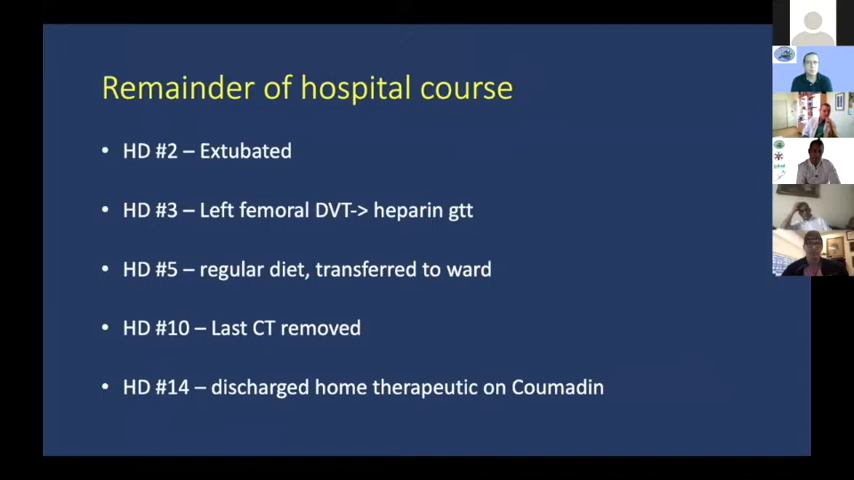 Remainder of hospital course
• HD #2 – Extubated
• HD #3 – Left femoral DVT-> heparin gtt
• HD #5 – regular diet, transferred to ward
• HD #10 – Last CT removed
• HD #14 – discharged home therapeutic on Coumadin